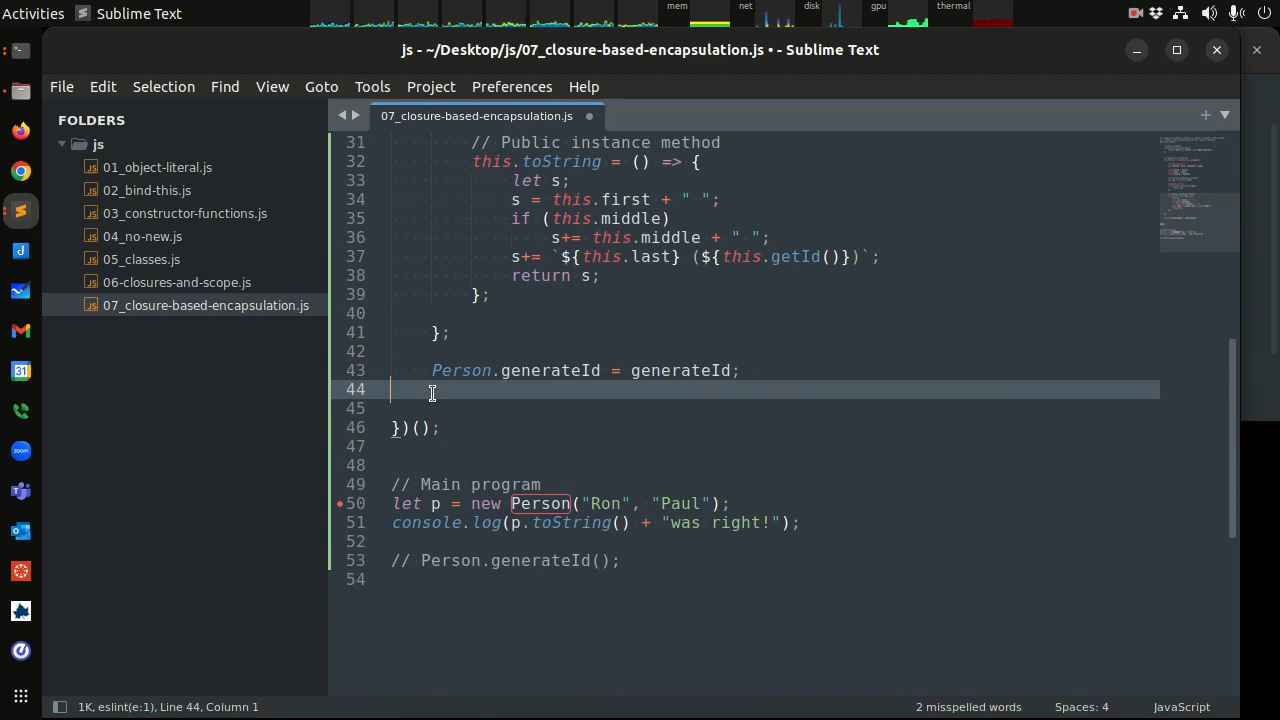 Activities Sublime Text mem net disk gpu thermal
js - ~/Desktop/js/07_closure-based-encapsulation.js • - Sublime Text
File Edit Selection Find View Goto Tools Project Preferences Help
FOLDERS
js
01_object-literal.js
02_bind-this.js
03_constructor-functions.js
04_no-new.js
05_classes.js
06-closures-and-scope.js
07_closure-based-encapsulation.js
07_closure-based-encapsulation.js
31 // Public instance method
32 this.toString = () => {
33 let s;
34 s = this.first + " ";
35 if (this.middle)
36 s+= this.middle + " ";
37 s+= `${this.last} (${this.getId()})`;
38 return s;
39 };
40
41 };
42
43 Person.generateId = generateId;
44
45
46 })();
47
48
49 // Main program
50 let p = new Person("Ron", "Paul");
51 console.log(p.toString() + "was right!");
52
53 // Person.generateId();
54
1K, eslint(e:1), Line 44, Column 1 2 misspelled words Spaces: 4 JavaScript